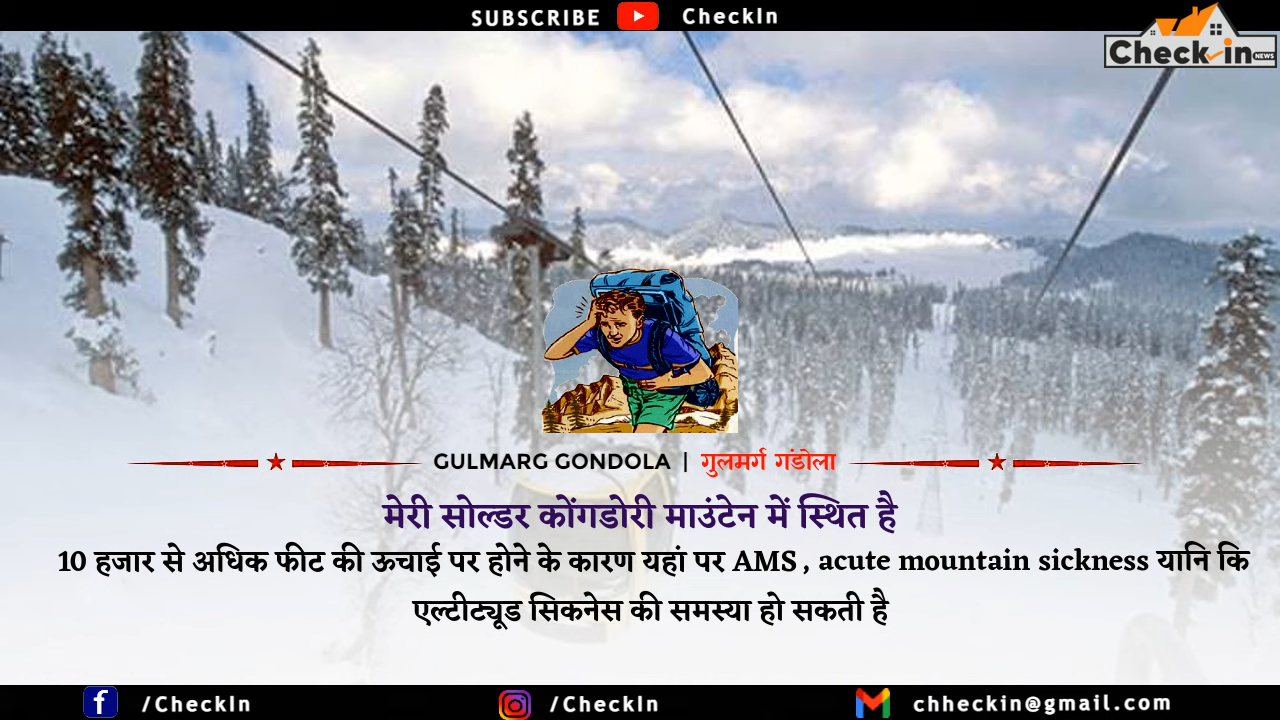 SUBSCRIBE CheckIn
Check-in NEWS
GULMARG GONDOLA | गुलमर्ग गंडोला
मेरी सोल्डर कोंगडोरी माउंटेन में स्थित है
10 हजार से अधिक फीट की ऊचाई पर होने के कारण यहां पर AMS, acute mountain sickness यानि कि
एल्टीट्यूड सिकनेस की समस्या हो सकती है
/CheckIn /CheckIn chheckin@gmail.com